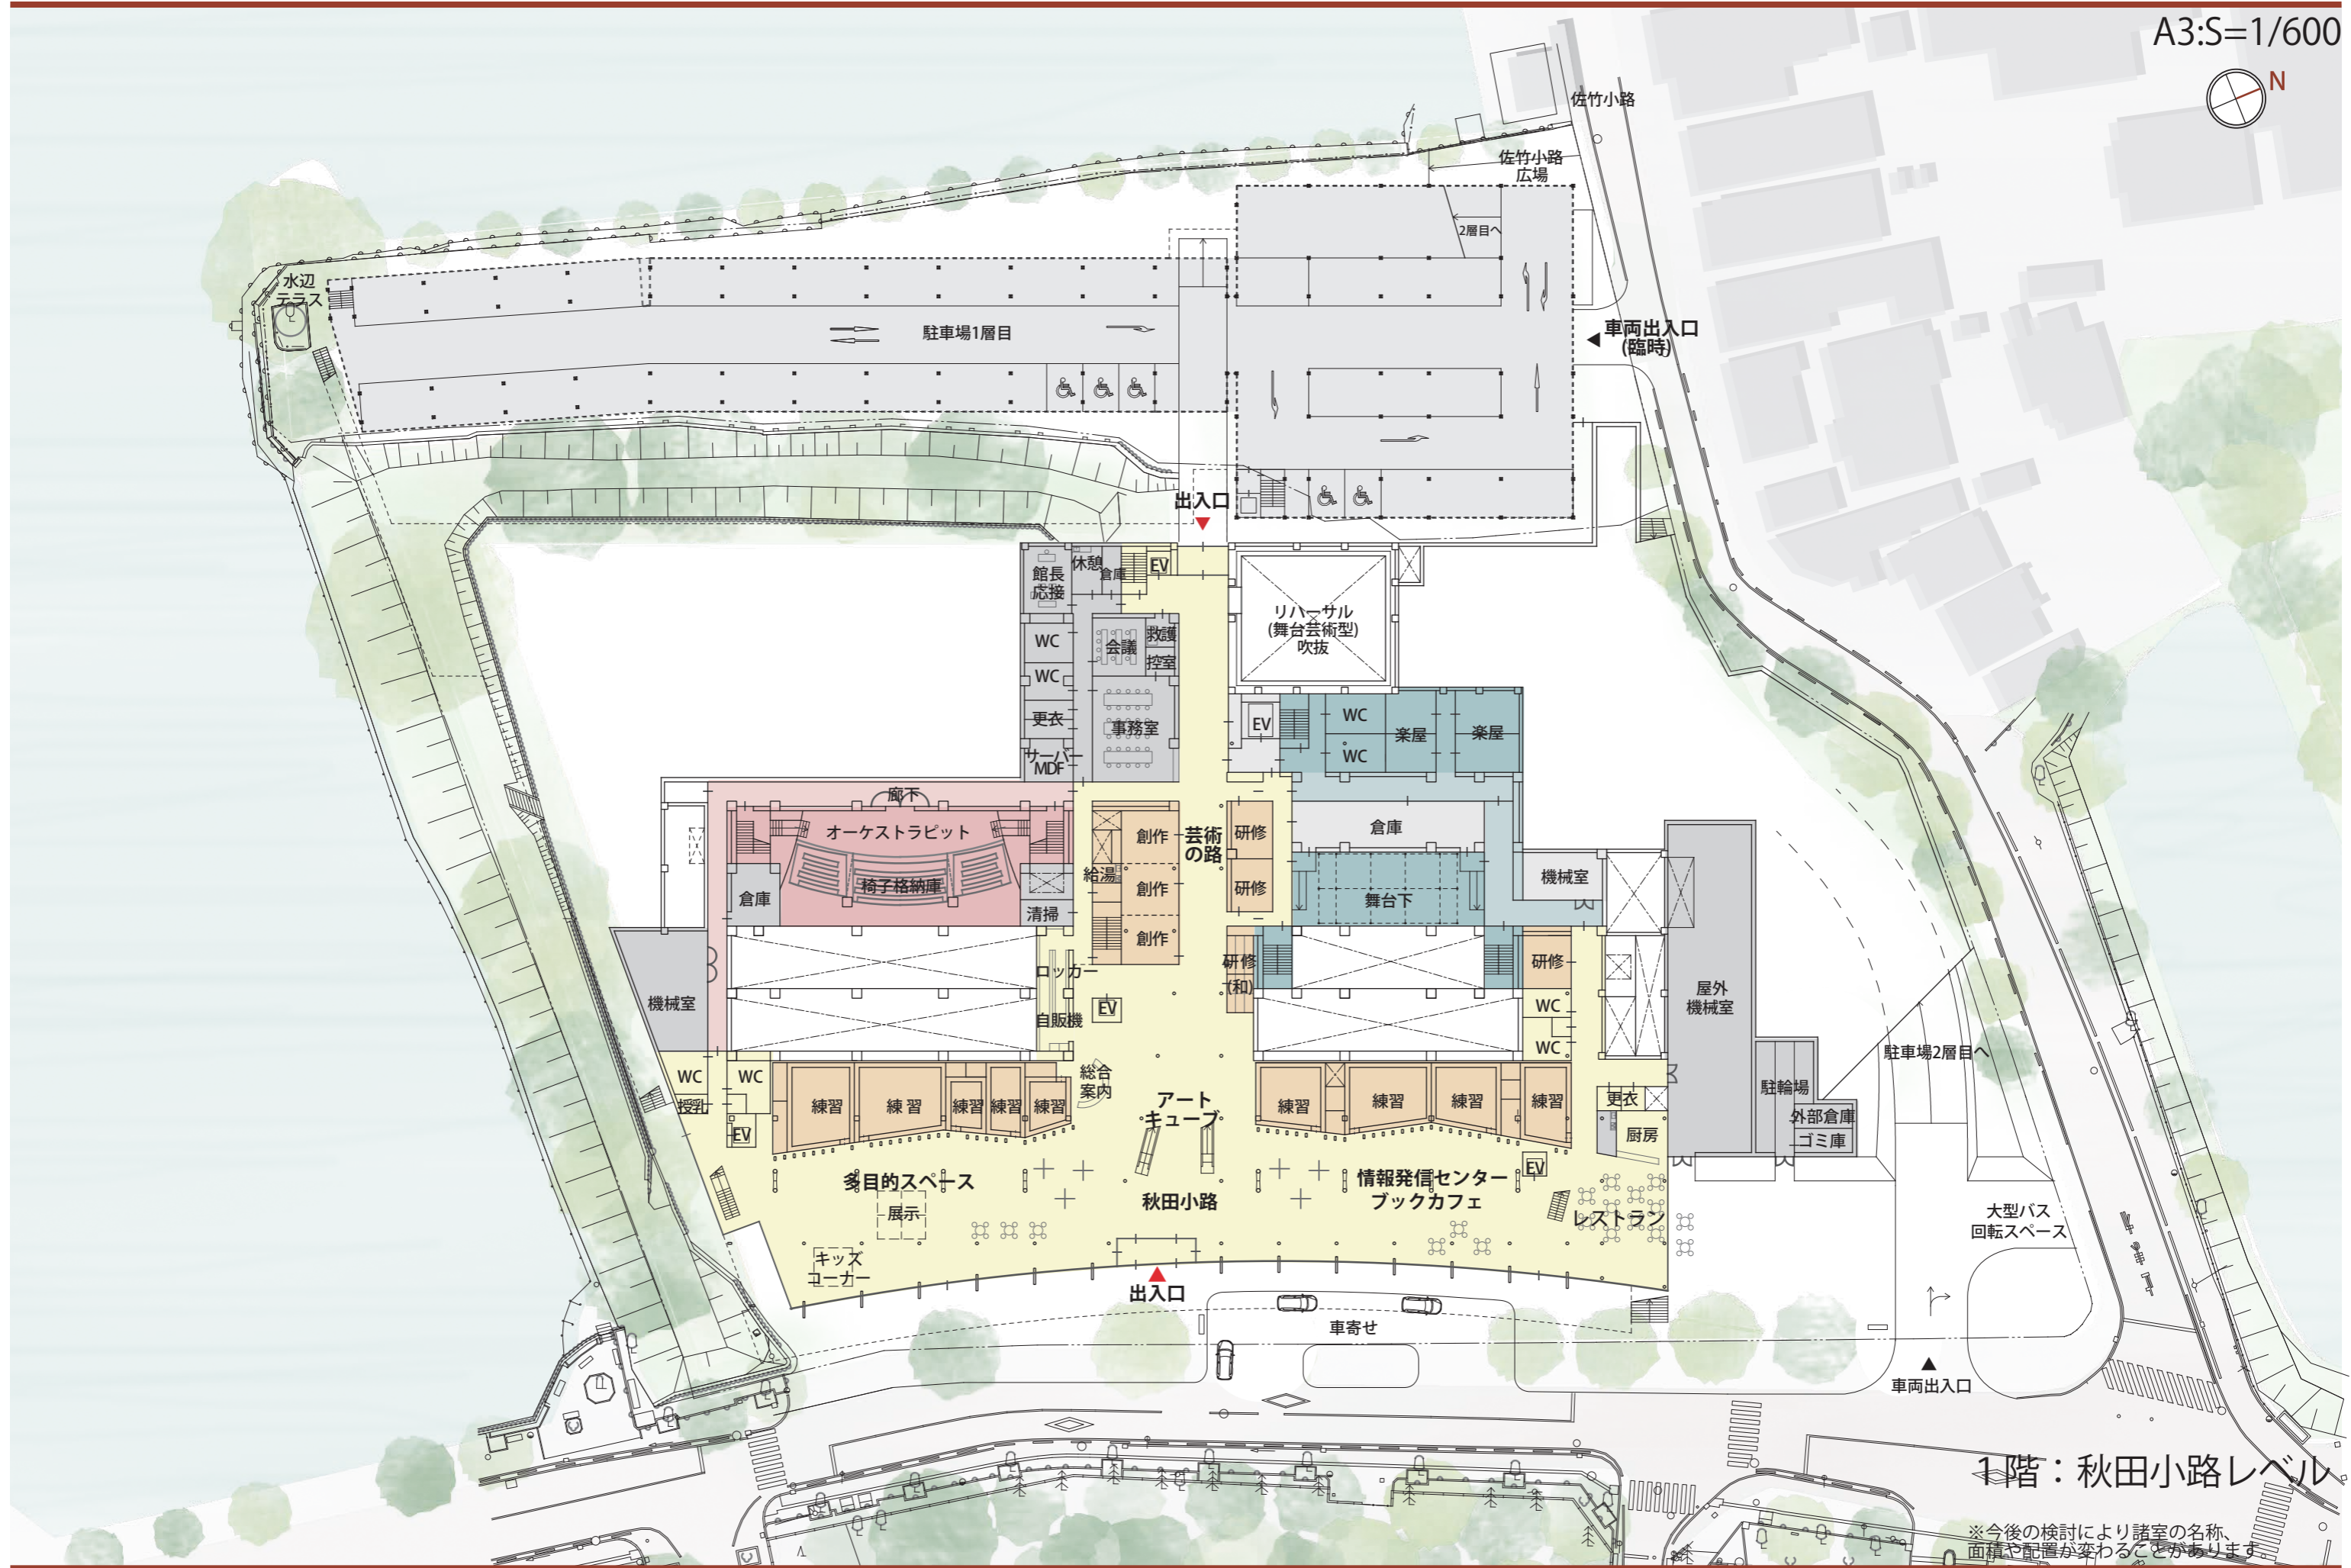 A3:S=1/600
N
佐竹小路
佐竹小路
広場
2層目へ
水辺
テラス
駐車場1層目
車両出入口
(臨時)
出入口
館長
応接
休憩
倉庫
EV
リハーサル
(舞台芸術型)
吹抜
WC
会議
救護
控室
WC
更衣
事務室
EV
WC
楽屋
楽屋
WC
サーバー
MDF
廊下
オーケストラピット
創作
芸術
の路
研修
倉庫
給湯
椅子格納庫
創作
研修
機械室
倉庫
清掃
舞台下
創作
ロッカー
研修
(和)
研修
機械室
EV
自販機
WC
屋外
機械室
WC
駐車場2層目へ
WC
WC
総合
案内
授乳
練習
練習
練習
練習
練習
アート
キューブ
練習
練習
練習
練習
更衣
駐輪場
外部倉庫
ゴミ庫
EV
厨房
EV
多目的スペース
情報発信センター
ブックカフェ
秋田小路
展示
レストラン
大型バス
回転スペース
キッズ
コーナー
出入口
車寄せ
車両出入口
1階：秋田小路レベル
※今後の検討により諸室の名称、
面積や配置が変わることがあります